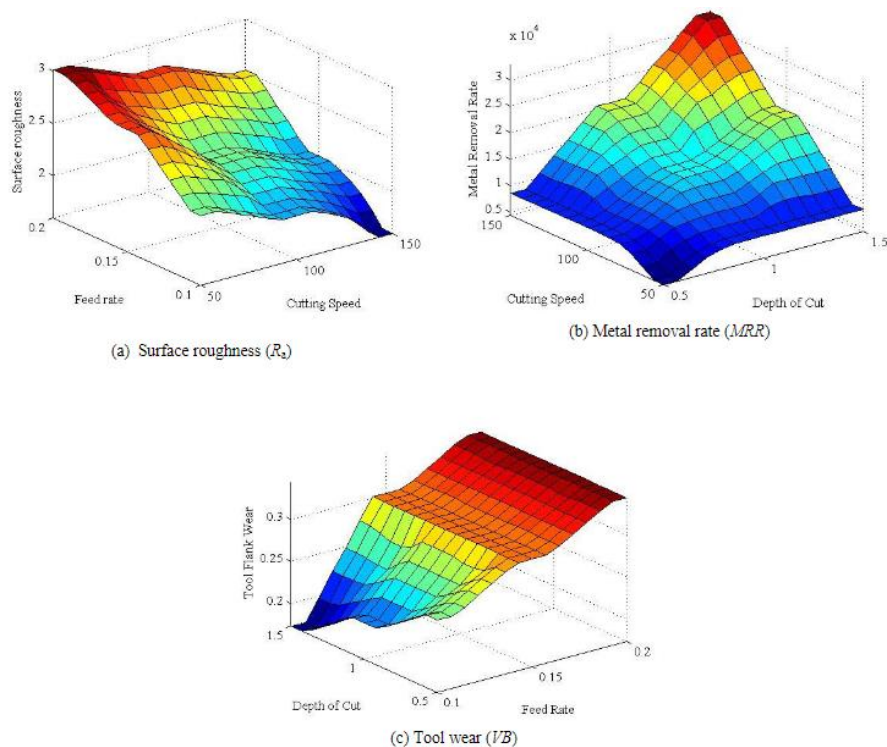 3
2.5
2
Surface roughness
0.2
0.15
0.1
Feed rate
50
100
150
Cutting Speed
(a) Surface roughness (Ra)
x 10^4
3
2.5
2
1.5
1
0.5
Metal Removal Rate
150
100
50
Cutting Speed
0.5
1
1.5
Depth of Cut
(b) Metal removal rate (MRR)
0.3
0.25
0.2
Tool Flank Wear
1.5
1
0.5
Depth of Cut
0.1
0.15
0.2
Feed Rate
(c) Tool wear (VB)